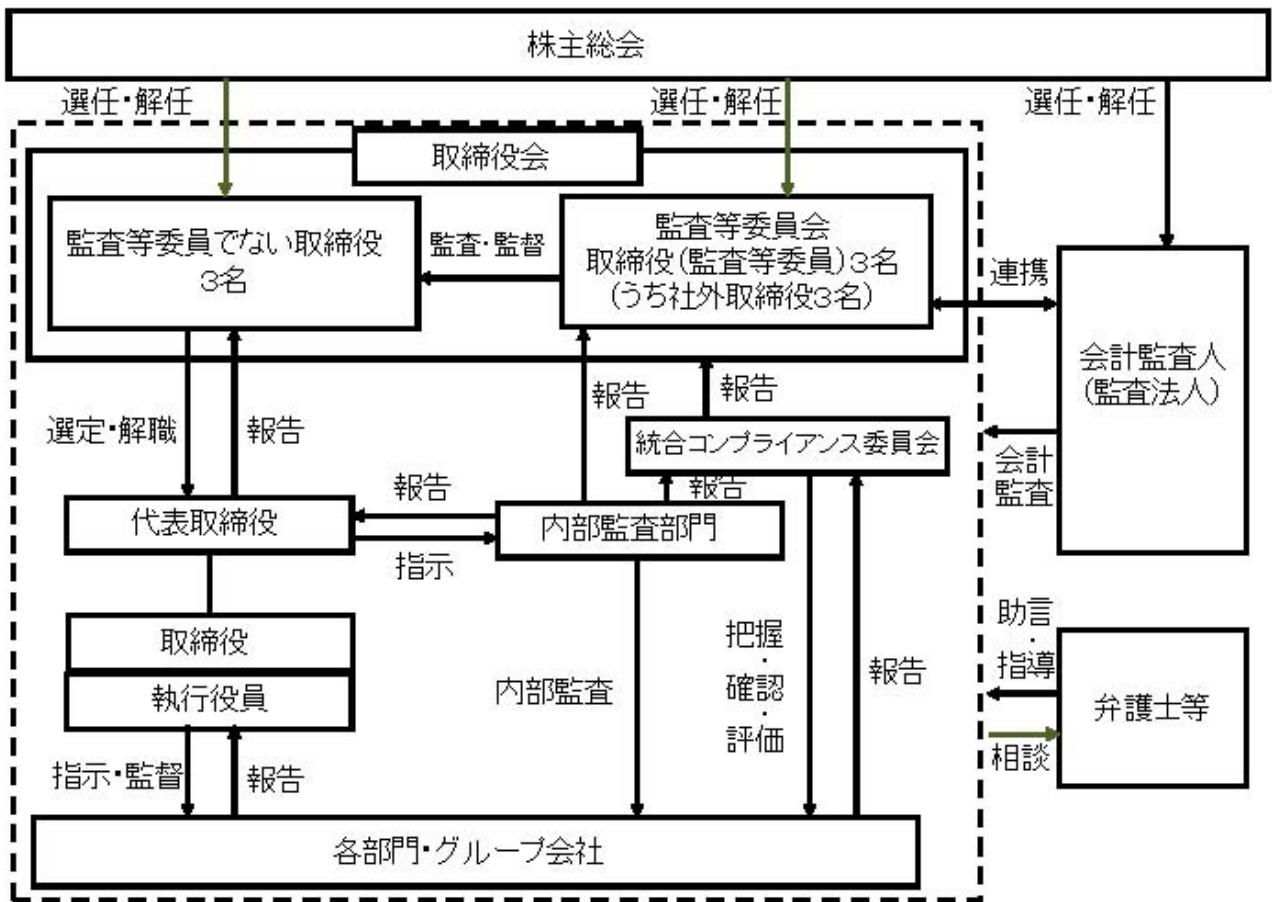 株主総会
選任・解任
選任・解任
選任・解任
取締役会
監査等委員でない取締役
3名
監査・監督
監査等委員会
取締役(監査等委員)3名
(うち社外取締役3名)
連携
会計監査人
(監査法人)
選定・解職
報告
報告
報告
統合コンプライアンス委員会
会計
監査
報告
報告
代表取締役
内部監査部門
指示
取締役
執行役員
内部監査
把握
・
確認
・
評価
報告
助言
・
指導
弁護士等
相談
指示・監督
報告
各部門・グループ会社